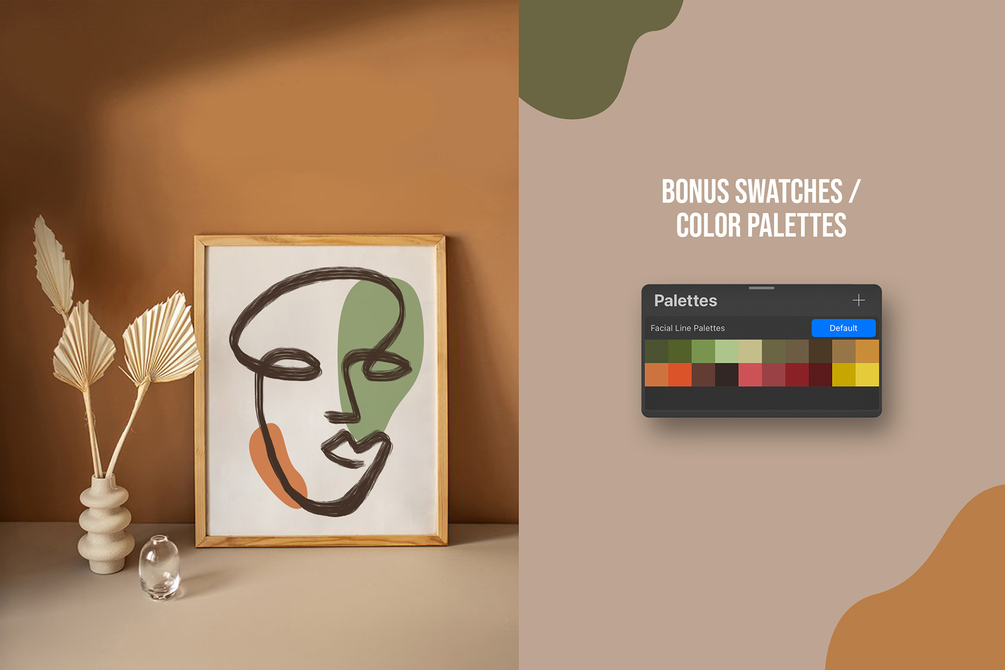 BONUS SWATCHES /
COLOR PALETTES
Palettes
Facial Line Palettes
Default